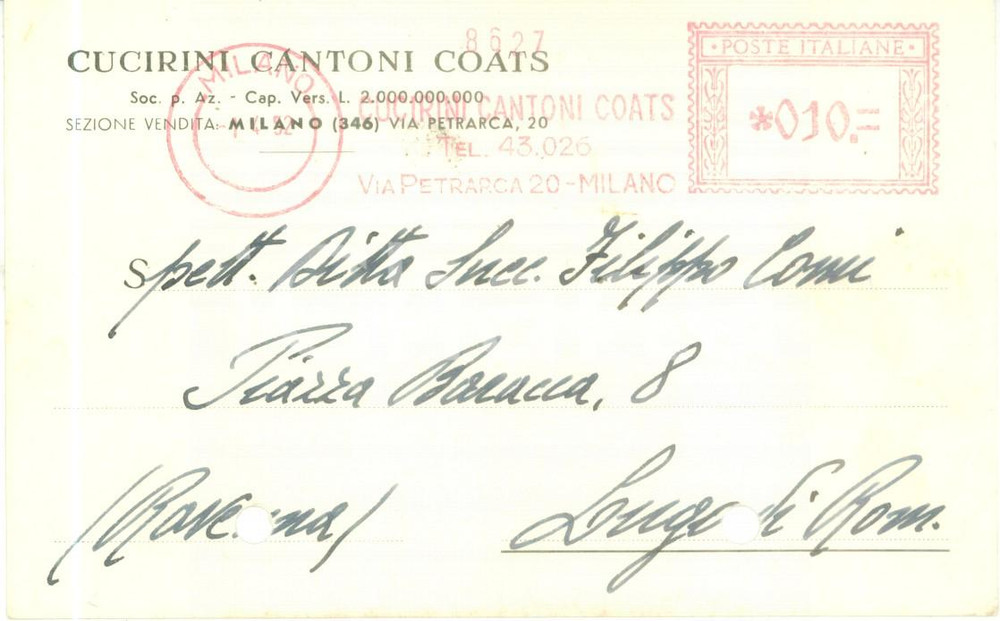 8627
CUCIRINI CANTONI COATS
Soc. p. Az. - Cap. Vers. L. 2.000.000.000
SEZIONE VENDITA: MILANO (346) VIA PETRARCA, 20
MILANO
52
CUCIRINI CANTONI COATS
TEL. 43.026
VIA PETRARCA 20-MILANO
·POSTE ITALIANE·
*010.=
Spett. Ditta Succ. Filippo Comi
Piazza Baracca, 8
(Ravenna)
Lugo di Rom.